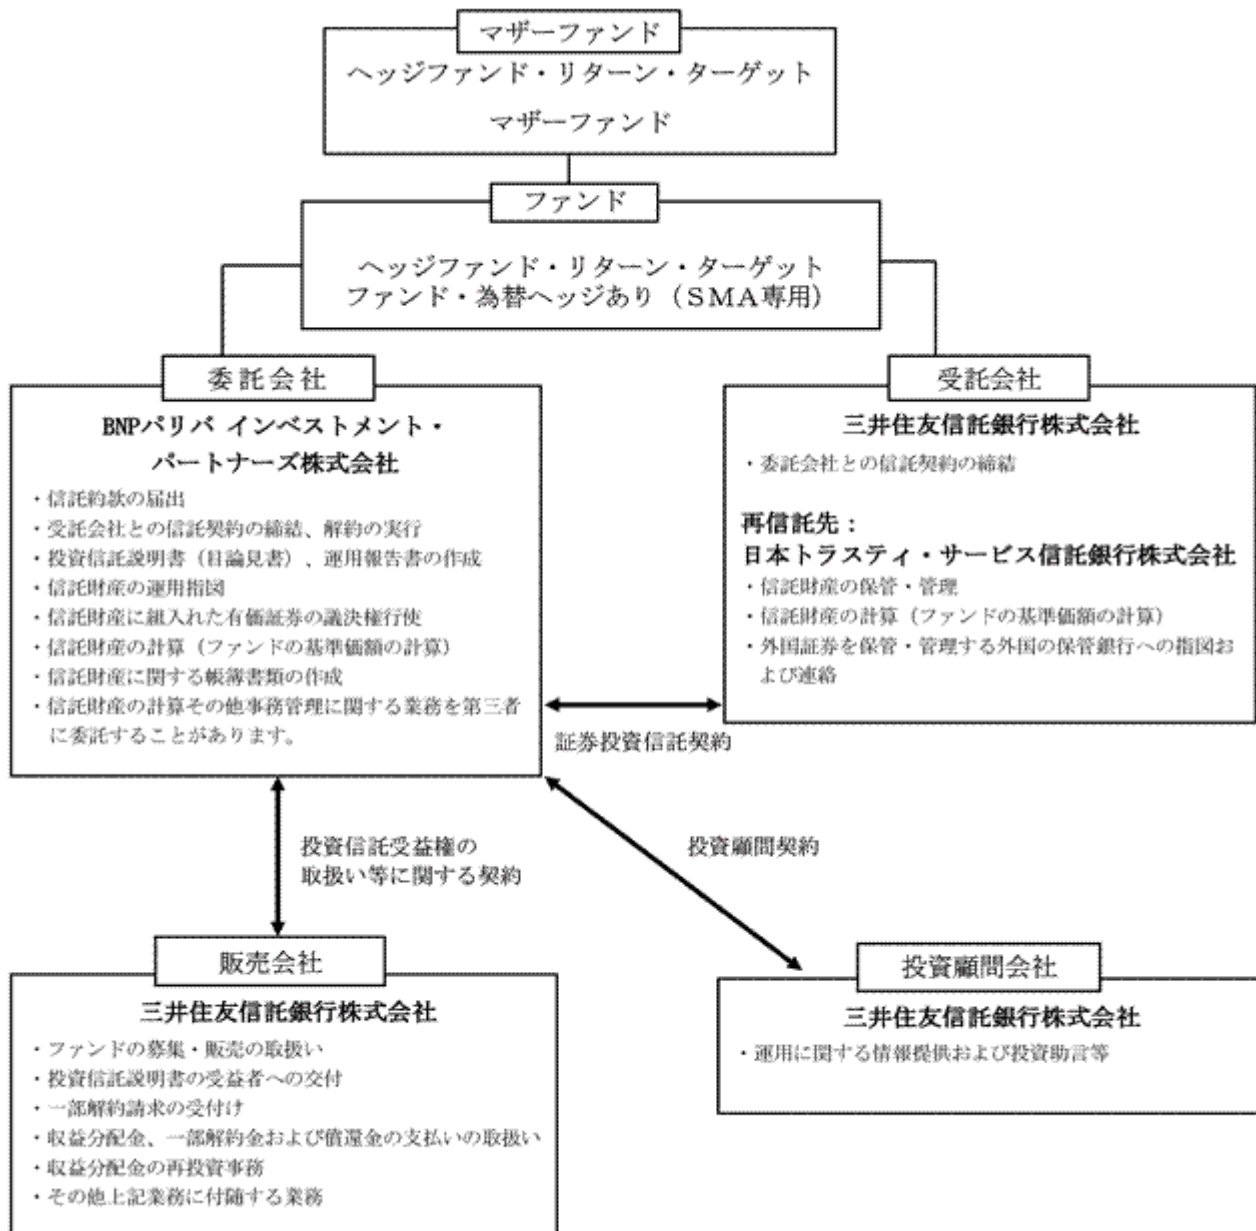 マザーファンド
ヘッジファンド・リターン・ターゲット
マザーファンド
ファンド
ヘッジファンド・リターン・ターゲット
ファンド・為替ヘッジあり（ＳＭＡ専用）
委託会社
BNPパリバ インベストメント・
パートナーズ株式会社
・信託約款の届出
・受託会社との信託契約の締結、解約の実行
・投資信託説明書（目論見書）、運用報告書の作成
・信託財産の運用指図
・信託財産に組入れた有価証券の議決権行使
・信託財産の計算（ファンドの基準価額の計算）
・信託財産に関する帳簿書類の作成
・信託財産の計算その他事務管理に関する業務を第三者
に委託することがあります。
受託会社
三井住友信託銀行株式会社
・委託会社との信託契約の締結
再信託先：
日本トラスティ・サービス信託銀行株式会社
・信託財産の保管・管理
・信託財産の計算（ファンドの基準価額の計算）
・外国証券を保管・管理する外国の保管銀行への指図お
よび連絡
証券投資信託契約
投資信託受益権の
取扱い等に関する契約
投資顧問契約
販売会社
三井住友信託銀行株式会社
・ファンドの募集・販売の取扱い
・投資信託説明書の受益者への交付
・一部解約請求の受付け
・収益分配金、一部解約金および償還金の支払いの取扱い
・収益分配金の再投資事務
・その他上記業務に付随する業務
投資顧問会社
三井住友信託銀行株式会社
・運用に関する情報提供および投資助言等